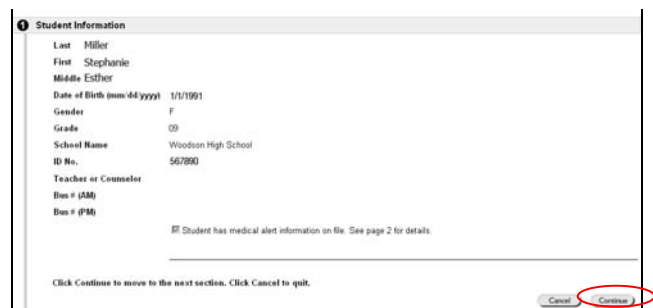 1 Student Information
Last Miller
First Stephanie
Middle Esther
Date of Birth (mm/dd/yyyy) 1/1/1991
Gender F
Grade 09
School Name Woodson High School
ID No. 567890
Teacher or Counselor
Bus # (AM)
Bus # (PM)
Student has medical alert information on file. See page 2 for details.
Click Continue to move to the next section. Click Cancel to quit.
Cancel Continue